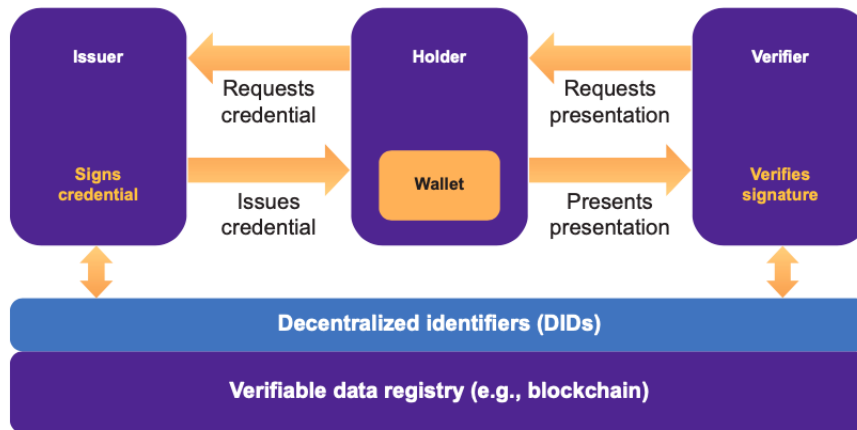 Issuer
Holder
Verifier
Requests
credential
Requests
presentation
Signs
credential
Wallet
Verifies
signature
Issues
credential
Presents
presentation
Decentralized identifiers (DIDs)
Verifiable data registry (e.g., blockchain)